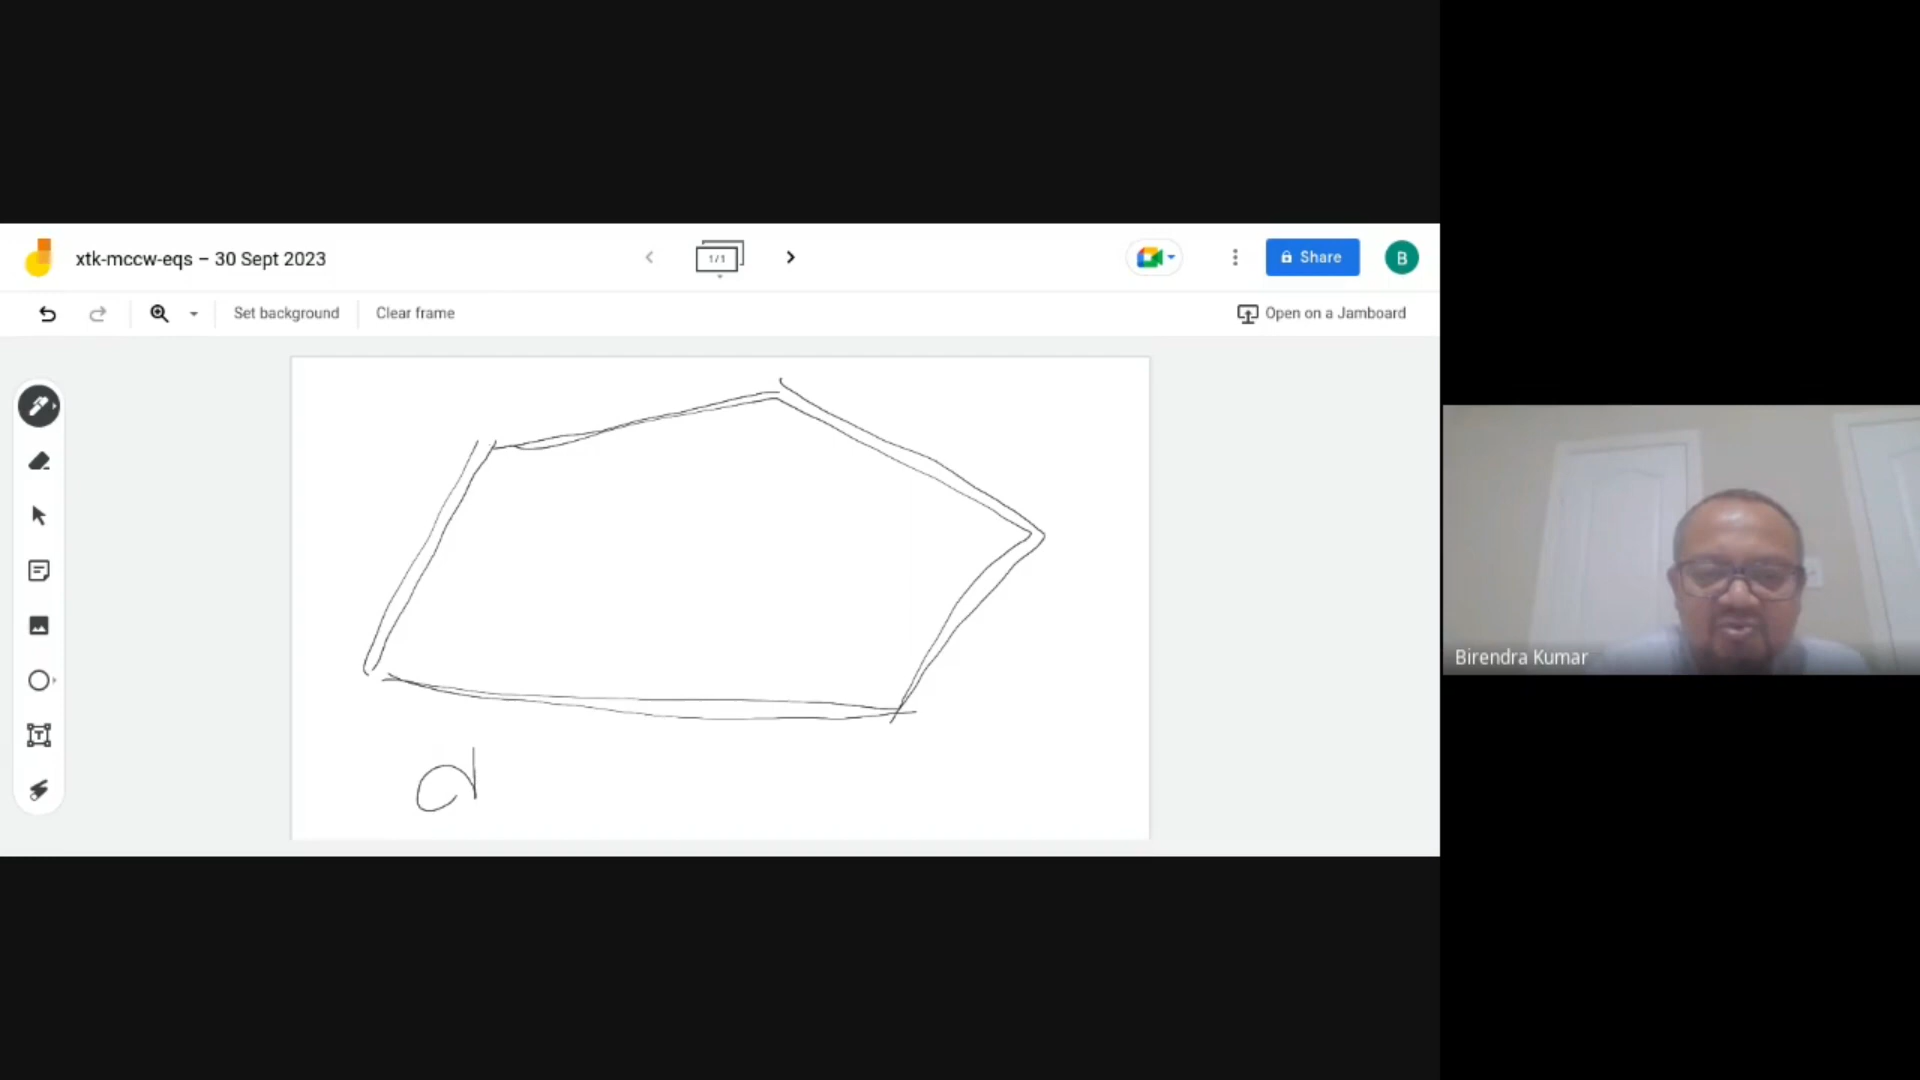 xtk-mccw-eqs – 30 Sept 2023
1/1
Share
B
Set background
Clear frame
Open on a Jamboard
T
d
Birendra Kumar